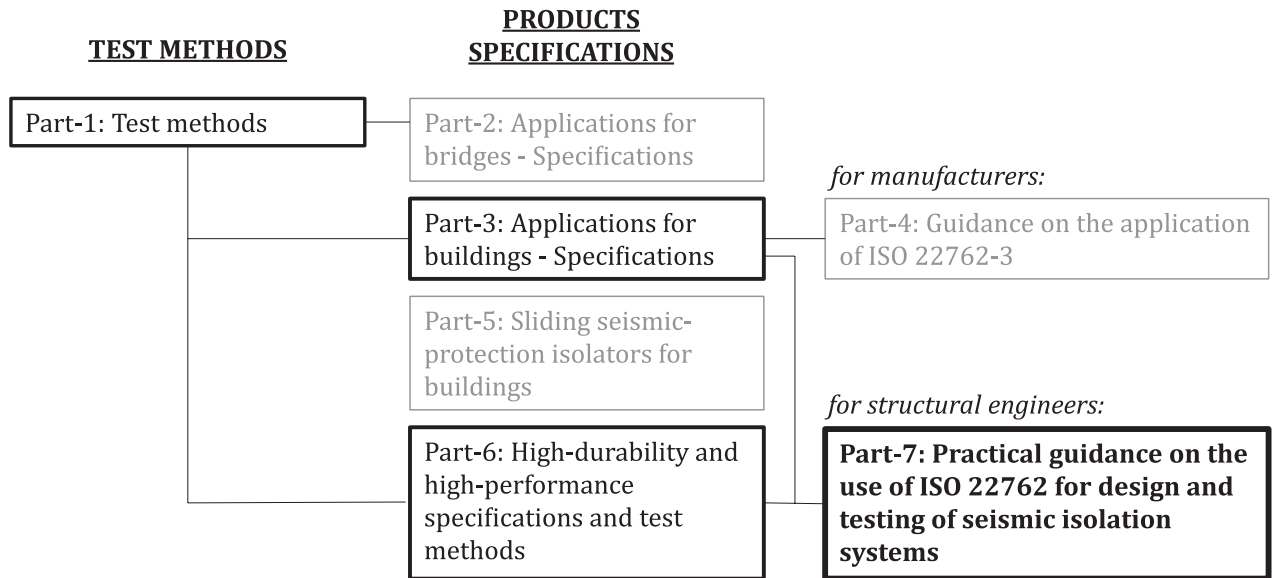 TEST METHODS
PRODUCTS
SPECIFICATIONS
Part-1: Test methods
Part-2: Applications for
bridges - Specifications
for manufacturers:
Part-3: Applications for
buildings - Specifications
Part-4: Guidance on the application
of ISO 22762-3
Part-5: Sliding seismic-
protection isolators for
buildings
for structural engineers:
Part-6: High-durability and
high-performance
specifications and test
methods
Part-7: Practical guidance on the
use of ISO 22762 for design and
testing of seismic isolation
systems